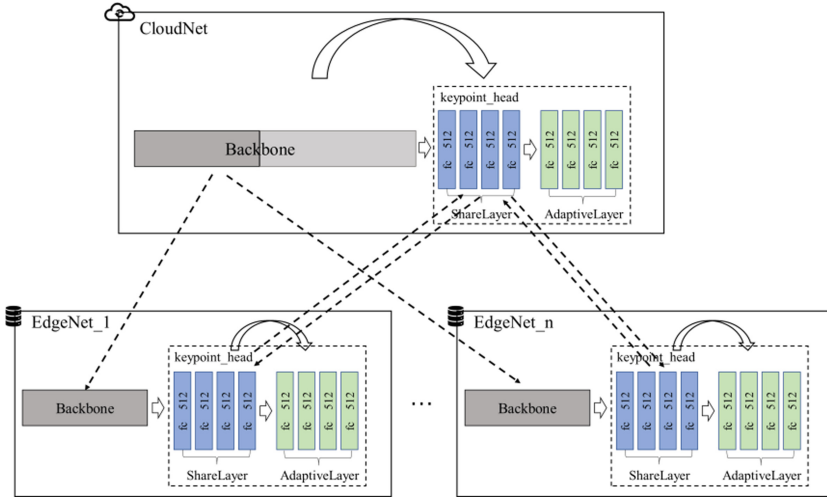 CloudNet
keypoint_head
Backbone
fc 512
fc 512
fc 512
fc 512
fc 512
fc 512
fc 512
fc 512
ShareLayer
AdaptiveLayer
EdgeNet_1
keypoint_head
Backbone
fc 512
fc 512
fc 512
fc 512
fc 512
fc 512
fc 512
fc 512
ShareLayer
AdaptiveLayer
...
EdgeNet_n
keypoint_head
Backbone
fc 512
fc 512
fc 512
fc 512
fc 512
fc 512
fc 512
fc 512
ShareLayer
AdaptiveLayer